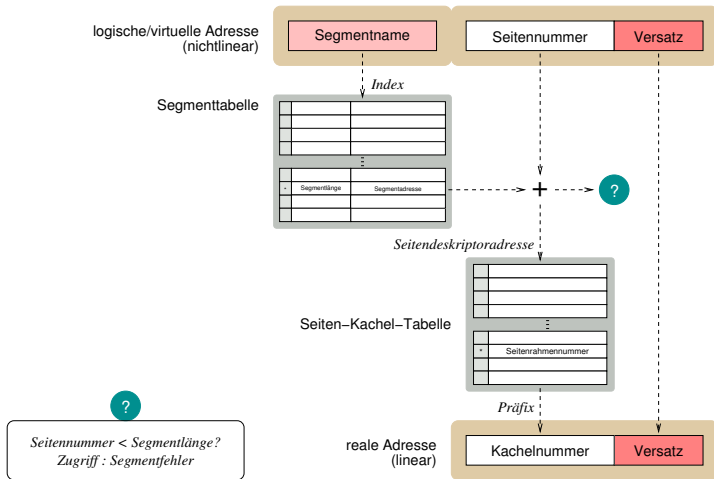 logische/virtuelle Adresse
(nichtlinear)
Segmentname
Seitennummer
Versatz
Index
Segmenttabelle
* Segmentlänge Segmentadresse
+
?
Seitendeskriptoradresse
Seiten–Kachel–Tabelle
* Seitenrahmennummer
Präfix
?
Seitennummer < Segmentlänge?
Zugriff : Segmentfehler
reale Adresse
(linear)
Kachelnummer
Versatz